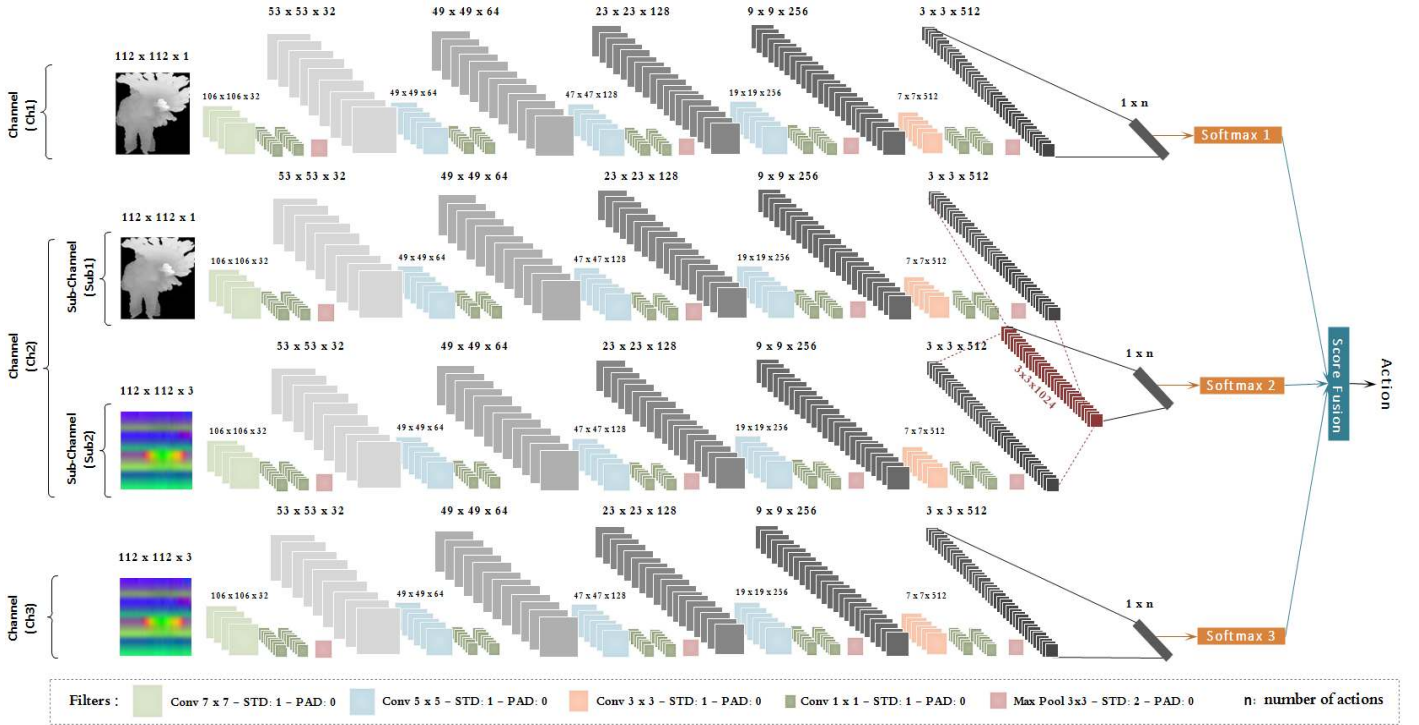 53 x 53 x 32 49 x 49 x 64 23 x 23 x 128 9 x 9 x 256 3 x 3 x 512
112 x 112 x 1
106 x 106 x 32 49 x 49 x 64 47 x 47 x 128 19 x 19 x 256 7 x 7 x 512
Channel
(Ch1)
1 x n
Softmax 1
53 x 53 x 32 49 x 49 x 64 23 x 23 x 128 9 x 9 x 256 3 x 3 x 512
112 x 112 x 1
106 x 106 x 32 49 x 49 x 64 47 x 47 x 128 19 x 19 x 256 7 x 7 x 512
Sub-Channel
(Sub1)
Channel
(Ch2)
53 x 53 x 32 49 x 49 x 64 23 x 23 x 128 9 x 9 x 256 3 x 3 x 512
3x3x1024
1 x n
Softmax 2
Score Fusion
Action
112 x 112 x 3
106 x 106 x 32 49 x 49 x 64 47 x 47 x 128 19 x 19 x 256 7 x 7 x 512
Sub-Channel
(Sub2)
53 x 53 x 32 49 x 49 x 64 23 x 23 x 128 9 x 9 x 256 3 x 3 x 512
112 x 112 x 3
106 x 106 x 32 49 x 49 x 64 47 x 47 x 128 19 x 19 x 256 7 x 7 x 512
Channel
(Ch3)
1 x n
Softmax 3
Filters : Conv 7 x 7 – STD: 1 – PAD: 0 Conv 5 x 5 – STD: 1 – PAD: 0 Conv 3 x 3 – STD: 1 – PAD: 0 Conv 1 x 1 – STD: 1 – PAD: 0 Max Pool 3x3 – STD: 2 – PAD: 0 n: number of actions